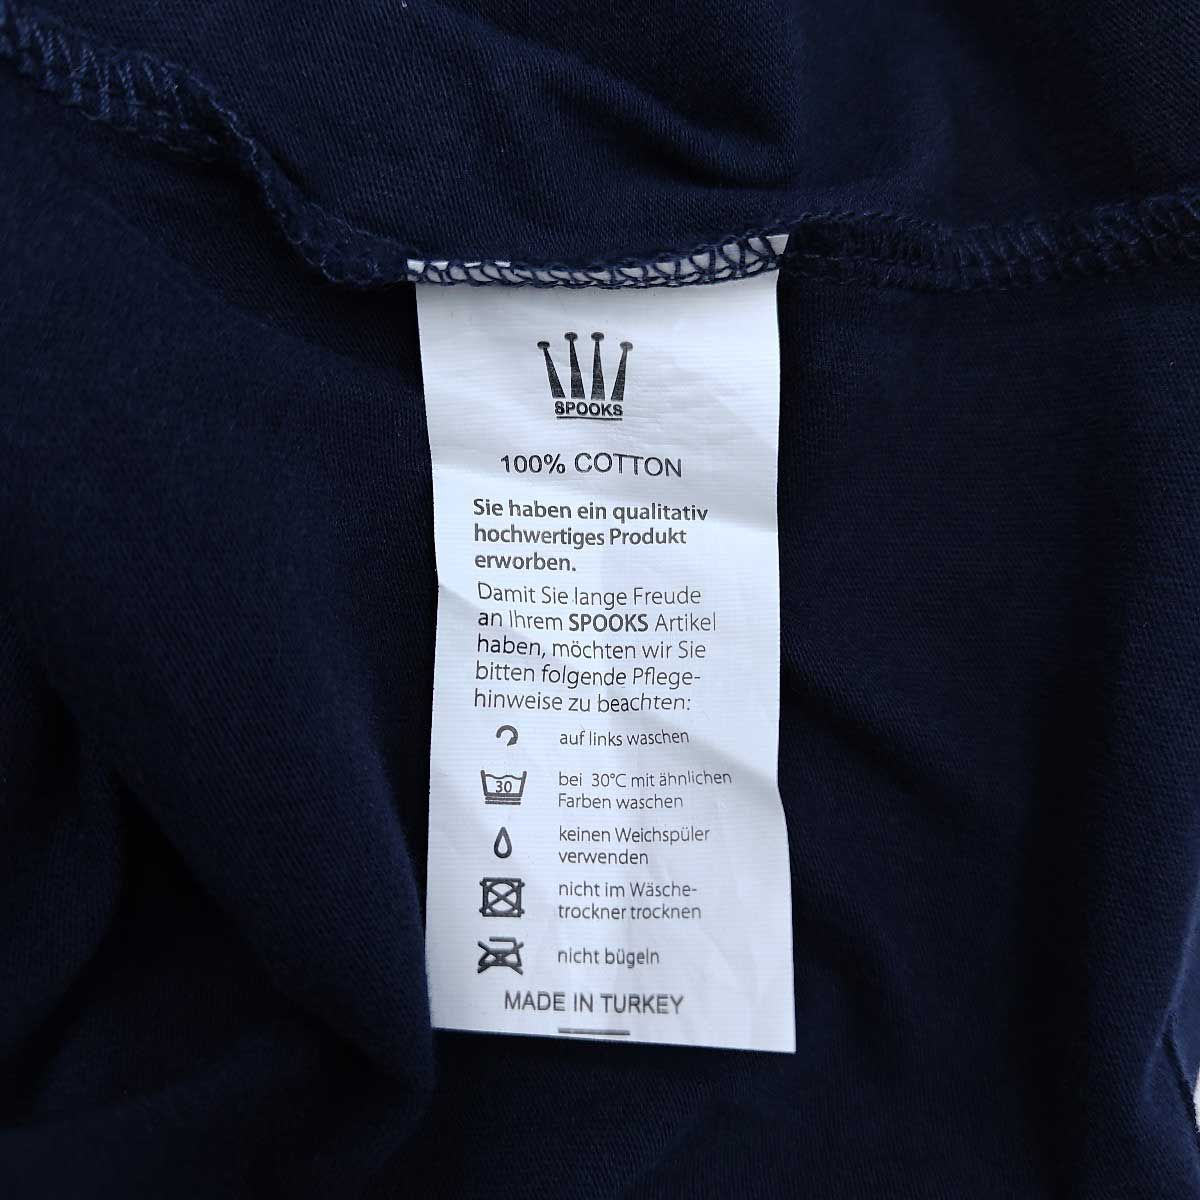 SPOOKS
100% COTTON
Sie haben ein qualitativ
hochwertiges Produkt
erworben.
Damit Sie lange Freude
an Ihrem SPOOKS Artikel
haben, möchten wir Sie
bitten folgende Pflege-
hinweise zu beachten:
auf links waschen
30
bei 30°C mit ähnlichen
Farben waschen
keinen Weichspüler
verwenden
nicht im Wäsche-
trockner trocknen
nicht bügeln
MADE IN TURKEY